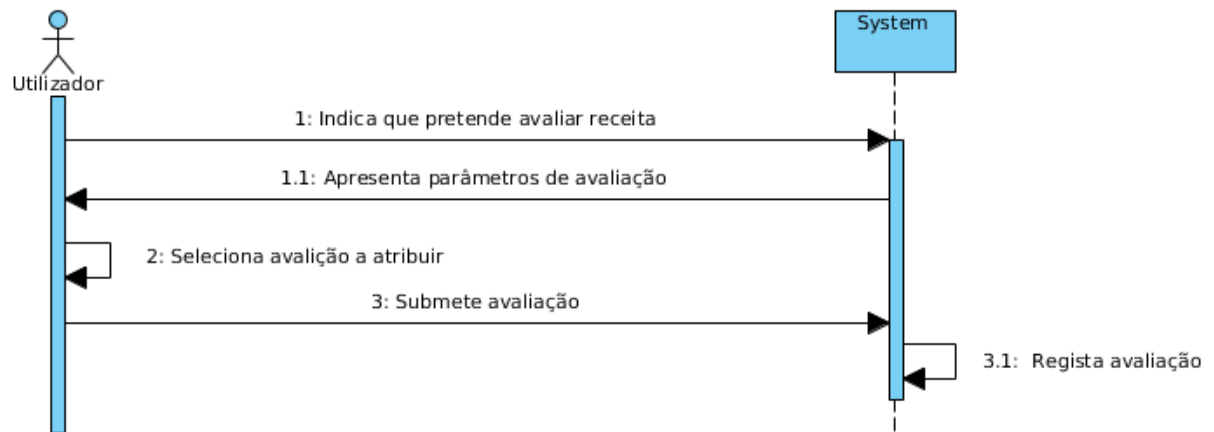 Utilizador
System
1: Indica que pretende avaliar receita
1.1: Apresenta parâmetros de avaliação
2: Seleciona avalição a atribuir
3: Submete avaliação
3.1: Regista avaliação